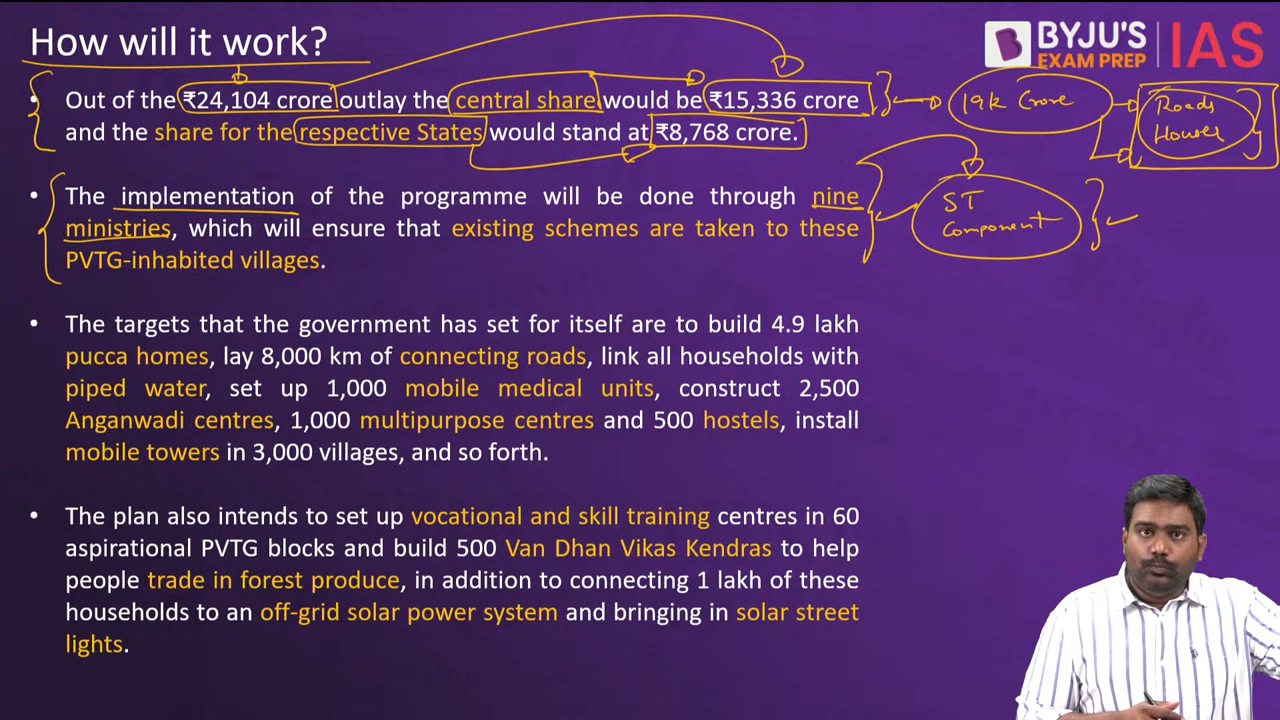 How will it work?
BYJU'S
EXAM PREP
IAS
• Out of the ₹24,104 crore outlay the central share would be ₹15,336 crore
and the share for the respective States would stand at ₹8,768 crore.
19k Crore
Roads
Houses
• The implementation of the programme will be done through nine
ministries, which will ensure that existing schemes are taken to these
PVTG-inhabited villages.
ST
Component
• The targets that the government has set for itself are to build 4.9 lakh
pucca homes, lay 8,000 km of connecting roads, link all households with
piped water, set up 1,000 mobile medical units, construct 2,500
Anganwadi centres, 1,000 multipurpose centres and 500 hostels, install
mobile towers in 3,000 villages, and so forth.
• The plan also intends to set up vocational and skill training centres in 60
aspirational PVTG blocks and build 500 Van Dhan Vikas Kendras to help
people trade in forest produce, in addition to connecting 1 lakh of these
households to an off-grid solar power system and bringing in solar street
lights.